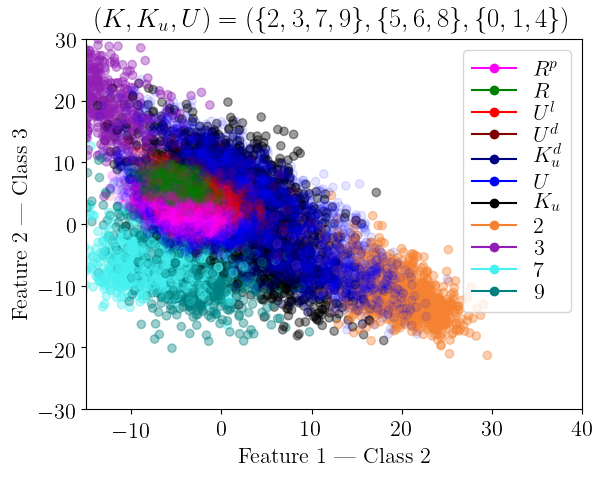 (K, K_u, U) = ({2, 3, 7, 9}, {5, 6, 8}, {0, 1, 4})
30
20
10
0
−10
−20
−30
Feature 2 — Class 3
−10
0
10
20
30
40
Feature 1 — Class 2
R^p
R
U^l
U^d
K_u^d
U
K_u
2
3
7
9